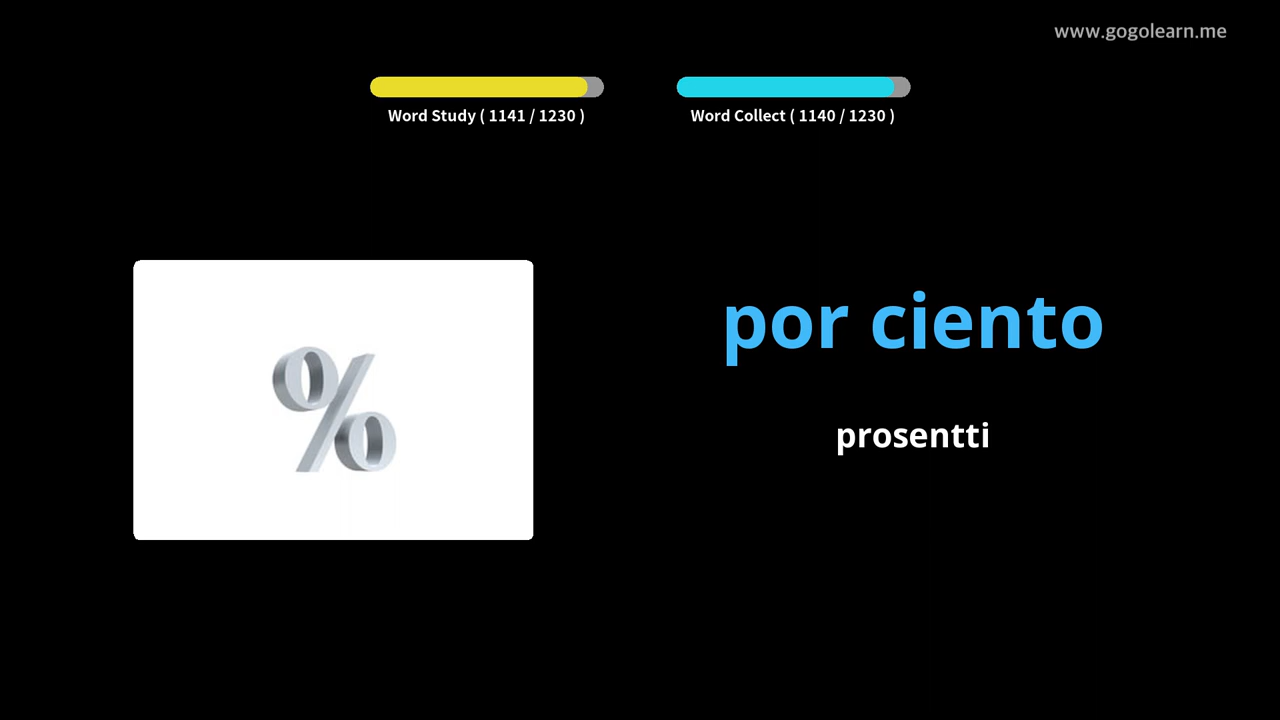 www.gogolearn.me
Word Study ( 1141 / 1230 )
Word Collect ( 1140 / 1230 )
%
por ciento
prosentti